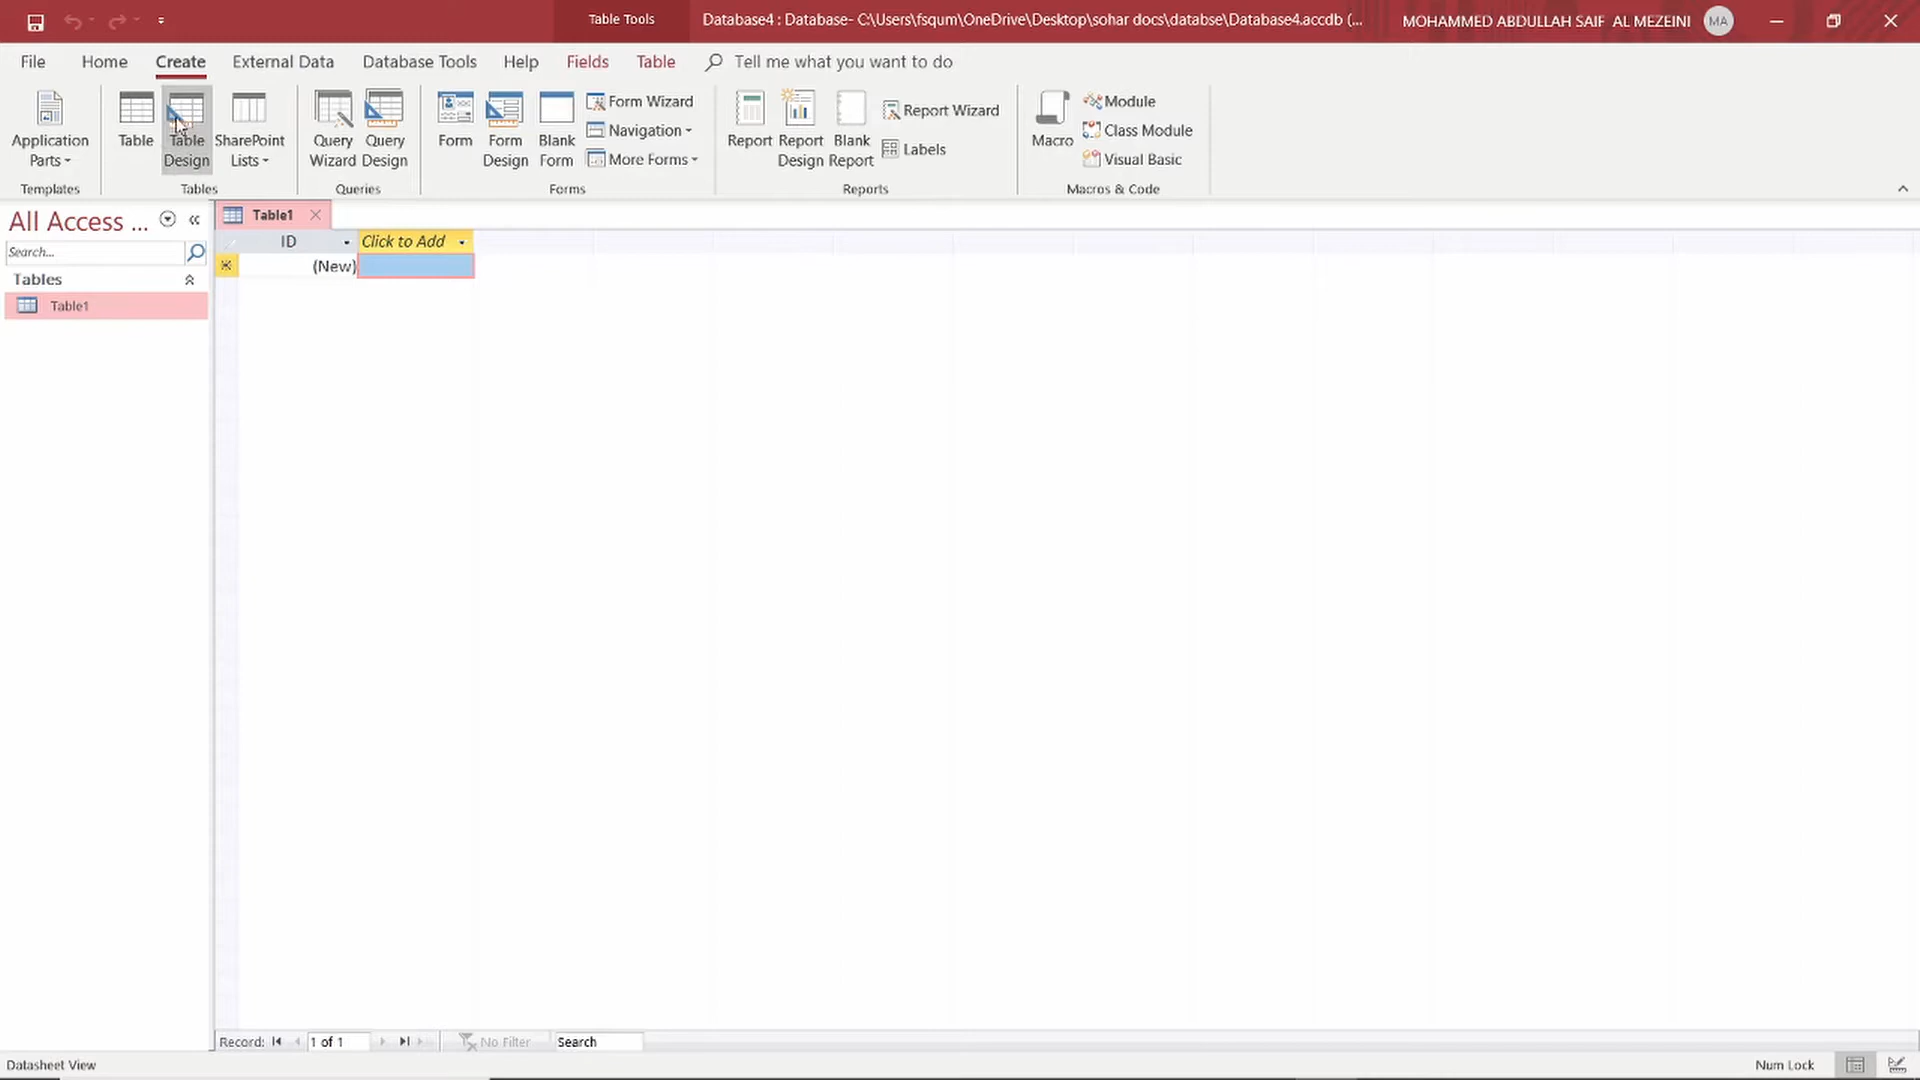 Table Tools
Database4 : Database- C:\Users\fsqum\OneDrive\Desktop\sohar docs\databse\Database4.accdb (...
MOHAMMED ABDULLAH SAIF AL MEZEINI
MA
File
Home
Create
External Data
Database Tools
Help
Fields
Table
Tell me what you want to do
Application
Parts
Templates
Table
Table
Design
SharePoint
Lists
Tables
Query
Wizard
Query
Design
Queries
Form
Form
Design
Blank
Form
Form Wizard
Navigation
More Forms
Forms
Report
Report
Design
Blank
Report
Report Wizard
Labels
Reports
Macro
Module
Class Module
Visual Basic
Macros & Code
All Access ...
Search...
Tables
Table1
Table1
ID
Click to Add
(New)
Record:
1 of 1
No Filter
Search
Datasheet View
Num Lock